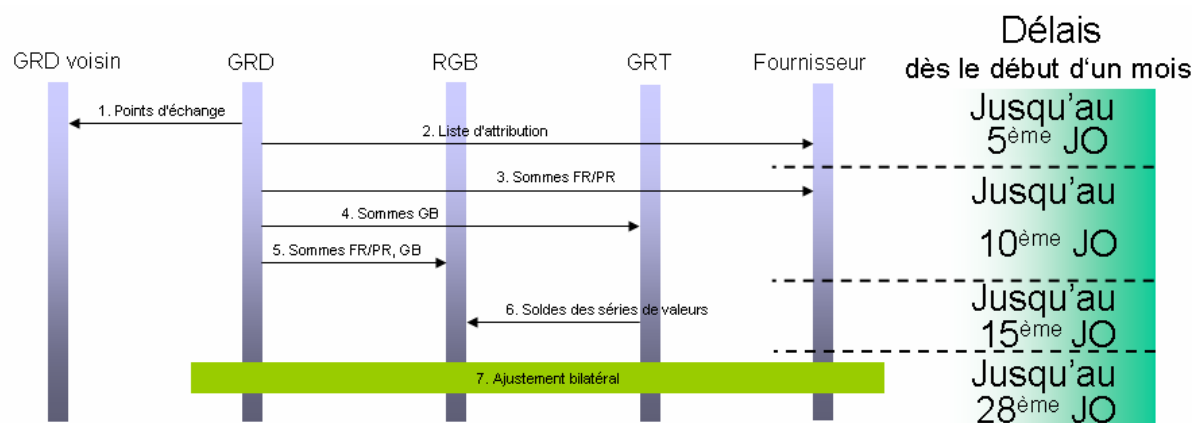 Délais
dès le début d'un mois
GRD voisin
GRD
RGB
GRT
Fournisseur
1. Points d'échange
2. Liste d'attribution
Jusqu'au
5ème JO
3. Sommes FR/PR
4. Sommes GB
5. Sommes FR/PR, GB
Jusqu'au
10ème JO
6. Soldes des séries de valeurs
Jusqu'au
15ème JO
7. Ajustement bilatéral
Jusqu'au
28ème JO